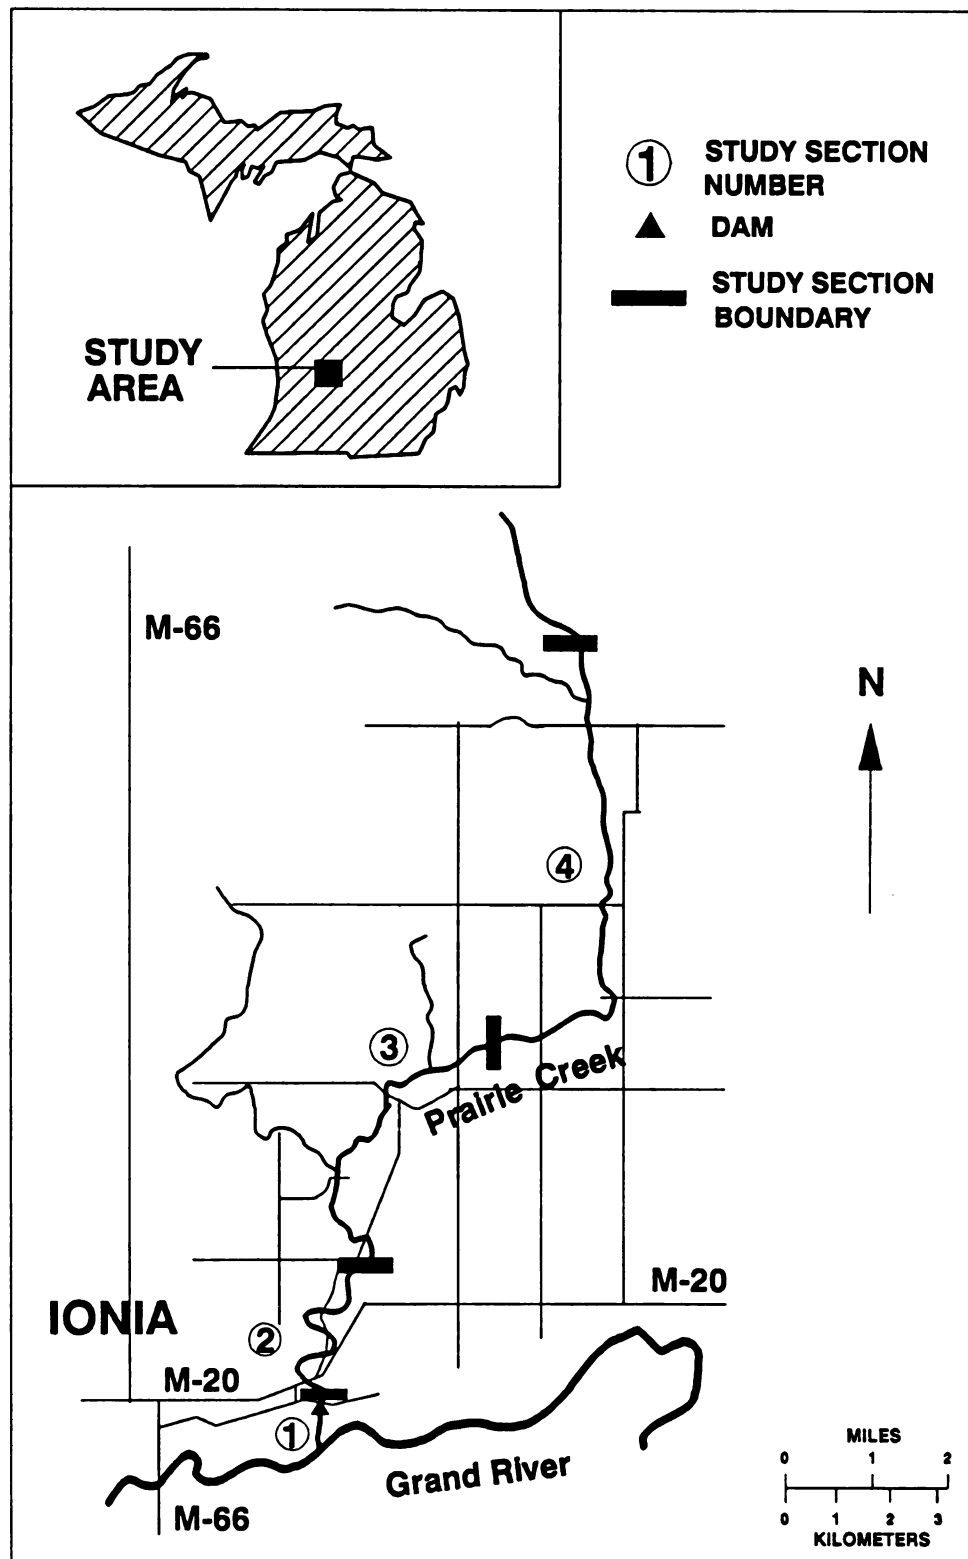 1 STUDY SECTION
NUMBER
DAM
STUDY SECTION
BOUNDARY
STUDY
AREA
M-66
N
4
3
Prairie Creek
M-20
IONIA
2
M-20
1
Grand River
M-66
MILES
0 1 2
0 1 2 3
KILOMETERS